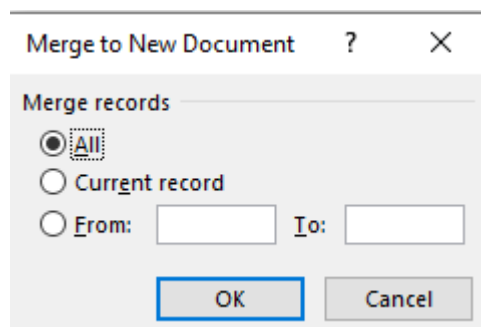 Merge to New Document ? ×
Merge records
All
Current record
From: To:
OK Cancel